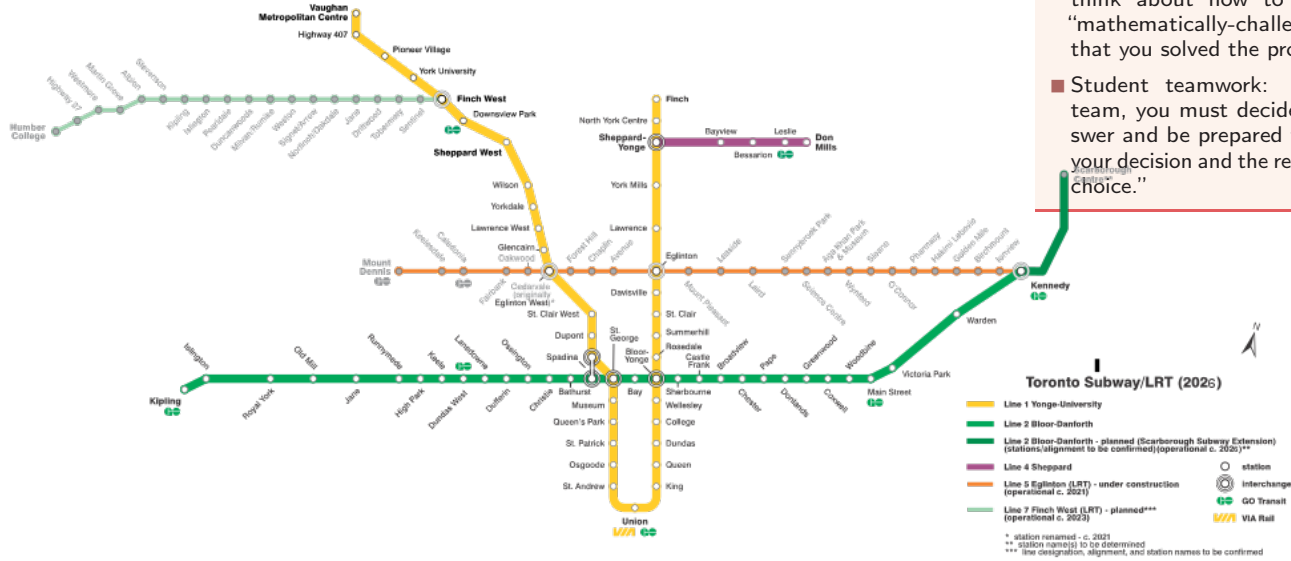 think about how to
"mathematically-challe
that you solved the pro
Student teamwork:
team, you must decide
swer and be prepared
your decision and the re
choice."
Vaughan
Metropolitan Centre
Highway 407
Pioneer Village
York University
Finch West
Downsview Park
Sheppard West
Wilson
Yorkdale
Lawrence West
Glencairn
Humber
College
Highway 27
Westmore
Martin Grove
Albion
Stevenson
Kipling
Islington
Pearldale
Duncanwoods
Milvan/Rumike
Weston
Signet/Arrow
Norfinch/Oakdale
Jane
Driftwood
Tobermory
Sentinel
Finch
North York Centre
Sheppard-
Yonge
Bayview
Bessarion
Leslie
Don
Mills
York Mills
Lawrence
Eglinton
Scarborough
Centre**
Mount
Dennis
Keelesdale
Caledonia
Fairbank
Oakwood
Cedarvale
(originally
Eglinton West)*
Forest Hill
Chaplin
Avenue
Mount Pleasant
Leaside
Laird
Sunnybrook Park
Science Centre
Aga Khan Park
& Museum
Wynford
Sloane
O'Connor
Pharmacy
Hakimi Lebovic
Golden Mile
Birchmount
Ionview
Kennedy
St. Clair West
Dupont
Spadina
St.
George
Davisville
St. Clair
Summerhill
Rosedale
Bloor-
Yonge
Castle
Frank
Kipling
Islington
Royal York
Old Mill
Jane
Runnymede
High Park
Keele
Dundas West
Lansdowne
Dufferin
Ossington
Christie
Bathurst
Bay
Sherbourne
Broadview
Chester
Pape
Donlands
Greenwood
Coxwell
Woodbine
Main Street
Victoria Park
Warden
Museum
Queen's Park
St. Patrick
Osgoode
St. Andrew
Union
Wellesley
College
Dundas
Queen
King
VIA
N
Toronto Subway/LRT (2026)
Line 1 Yonge-University
Line 2 Bloor-Danforth
Line 2 Bloor-Danforth - planned (Scarborough Subway Extension)
(stations/alignment to be confirmed)(operational c. 2026)**
Line 4 Sheppard
Line 5 Eglinton (LRT) - under construction
(operational c. 2021)
Line 7 Finch West (LRT) - planned***
(operational c. 2023)
station
interchange
GO Transit
VIA Rail
* station renamed - c. 2021
** station name(s) to be determined
*** line designation, alignment, and station names to be confirmed